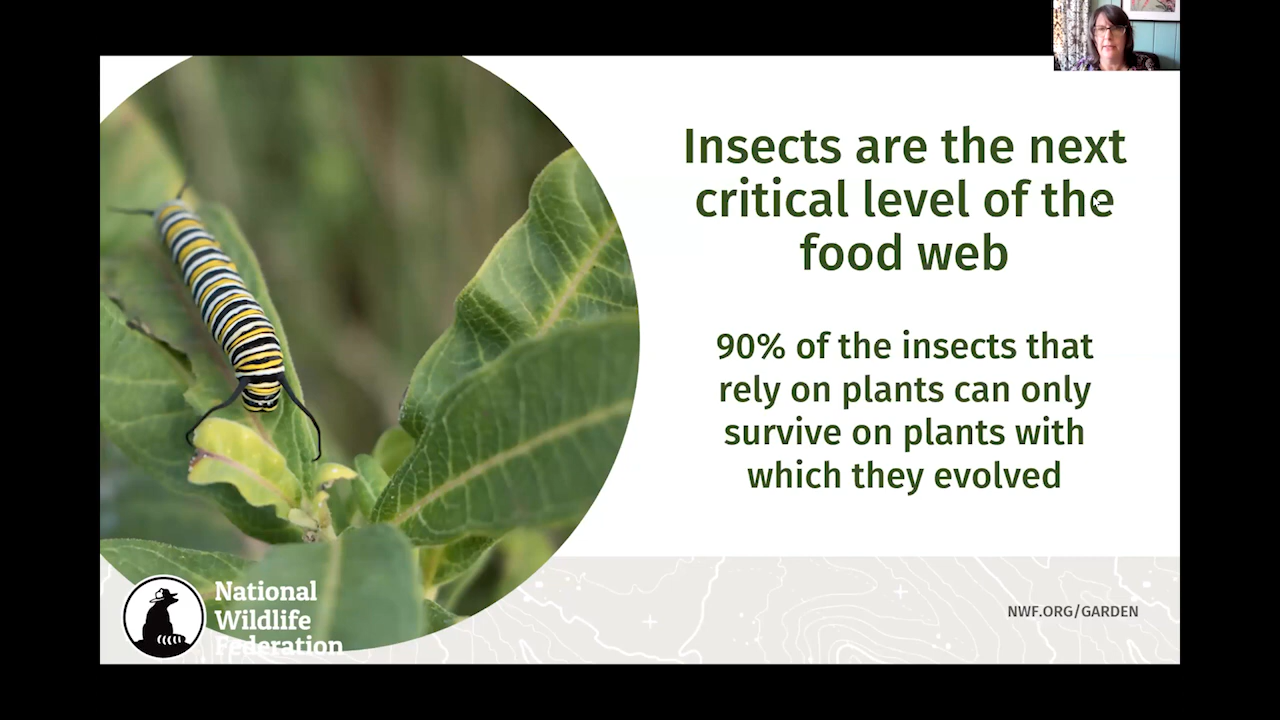 Insects are the next
critical level of the
food web
90% of the insects that
rely on plants can only
survive on plants with
which they evolved
National
Wildlife
Federation
NWF.ORG/GARDEN